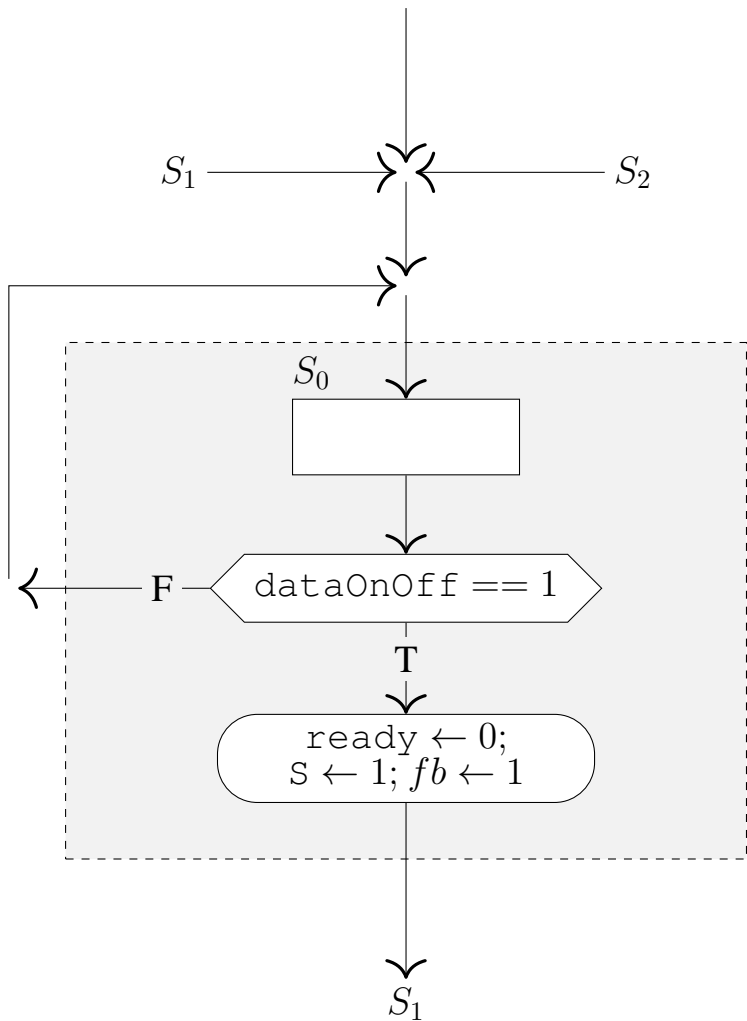 S₁
S₂
S₀
dataOnOff == 1
F
T
ready ← 0;
S ← 1; fb ← 1
S₁